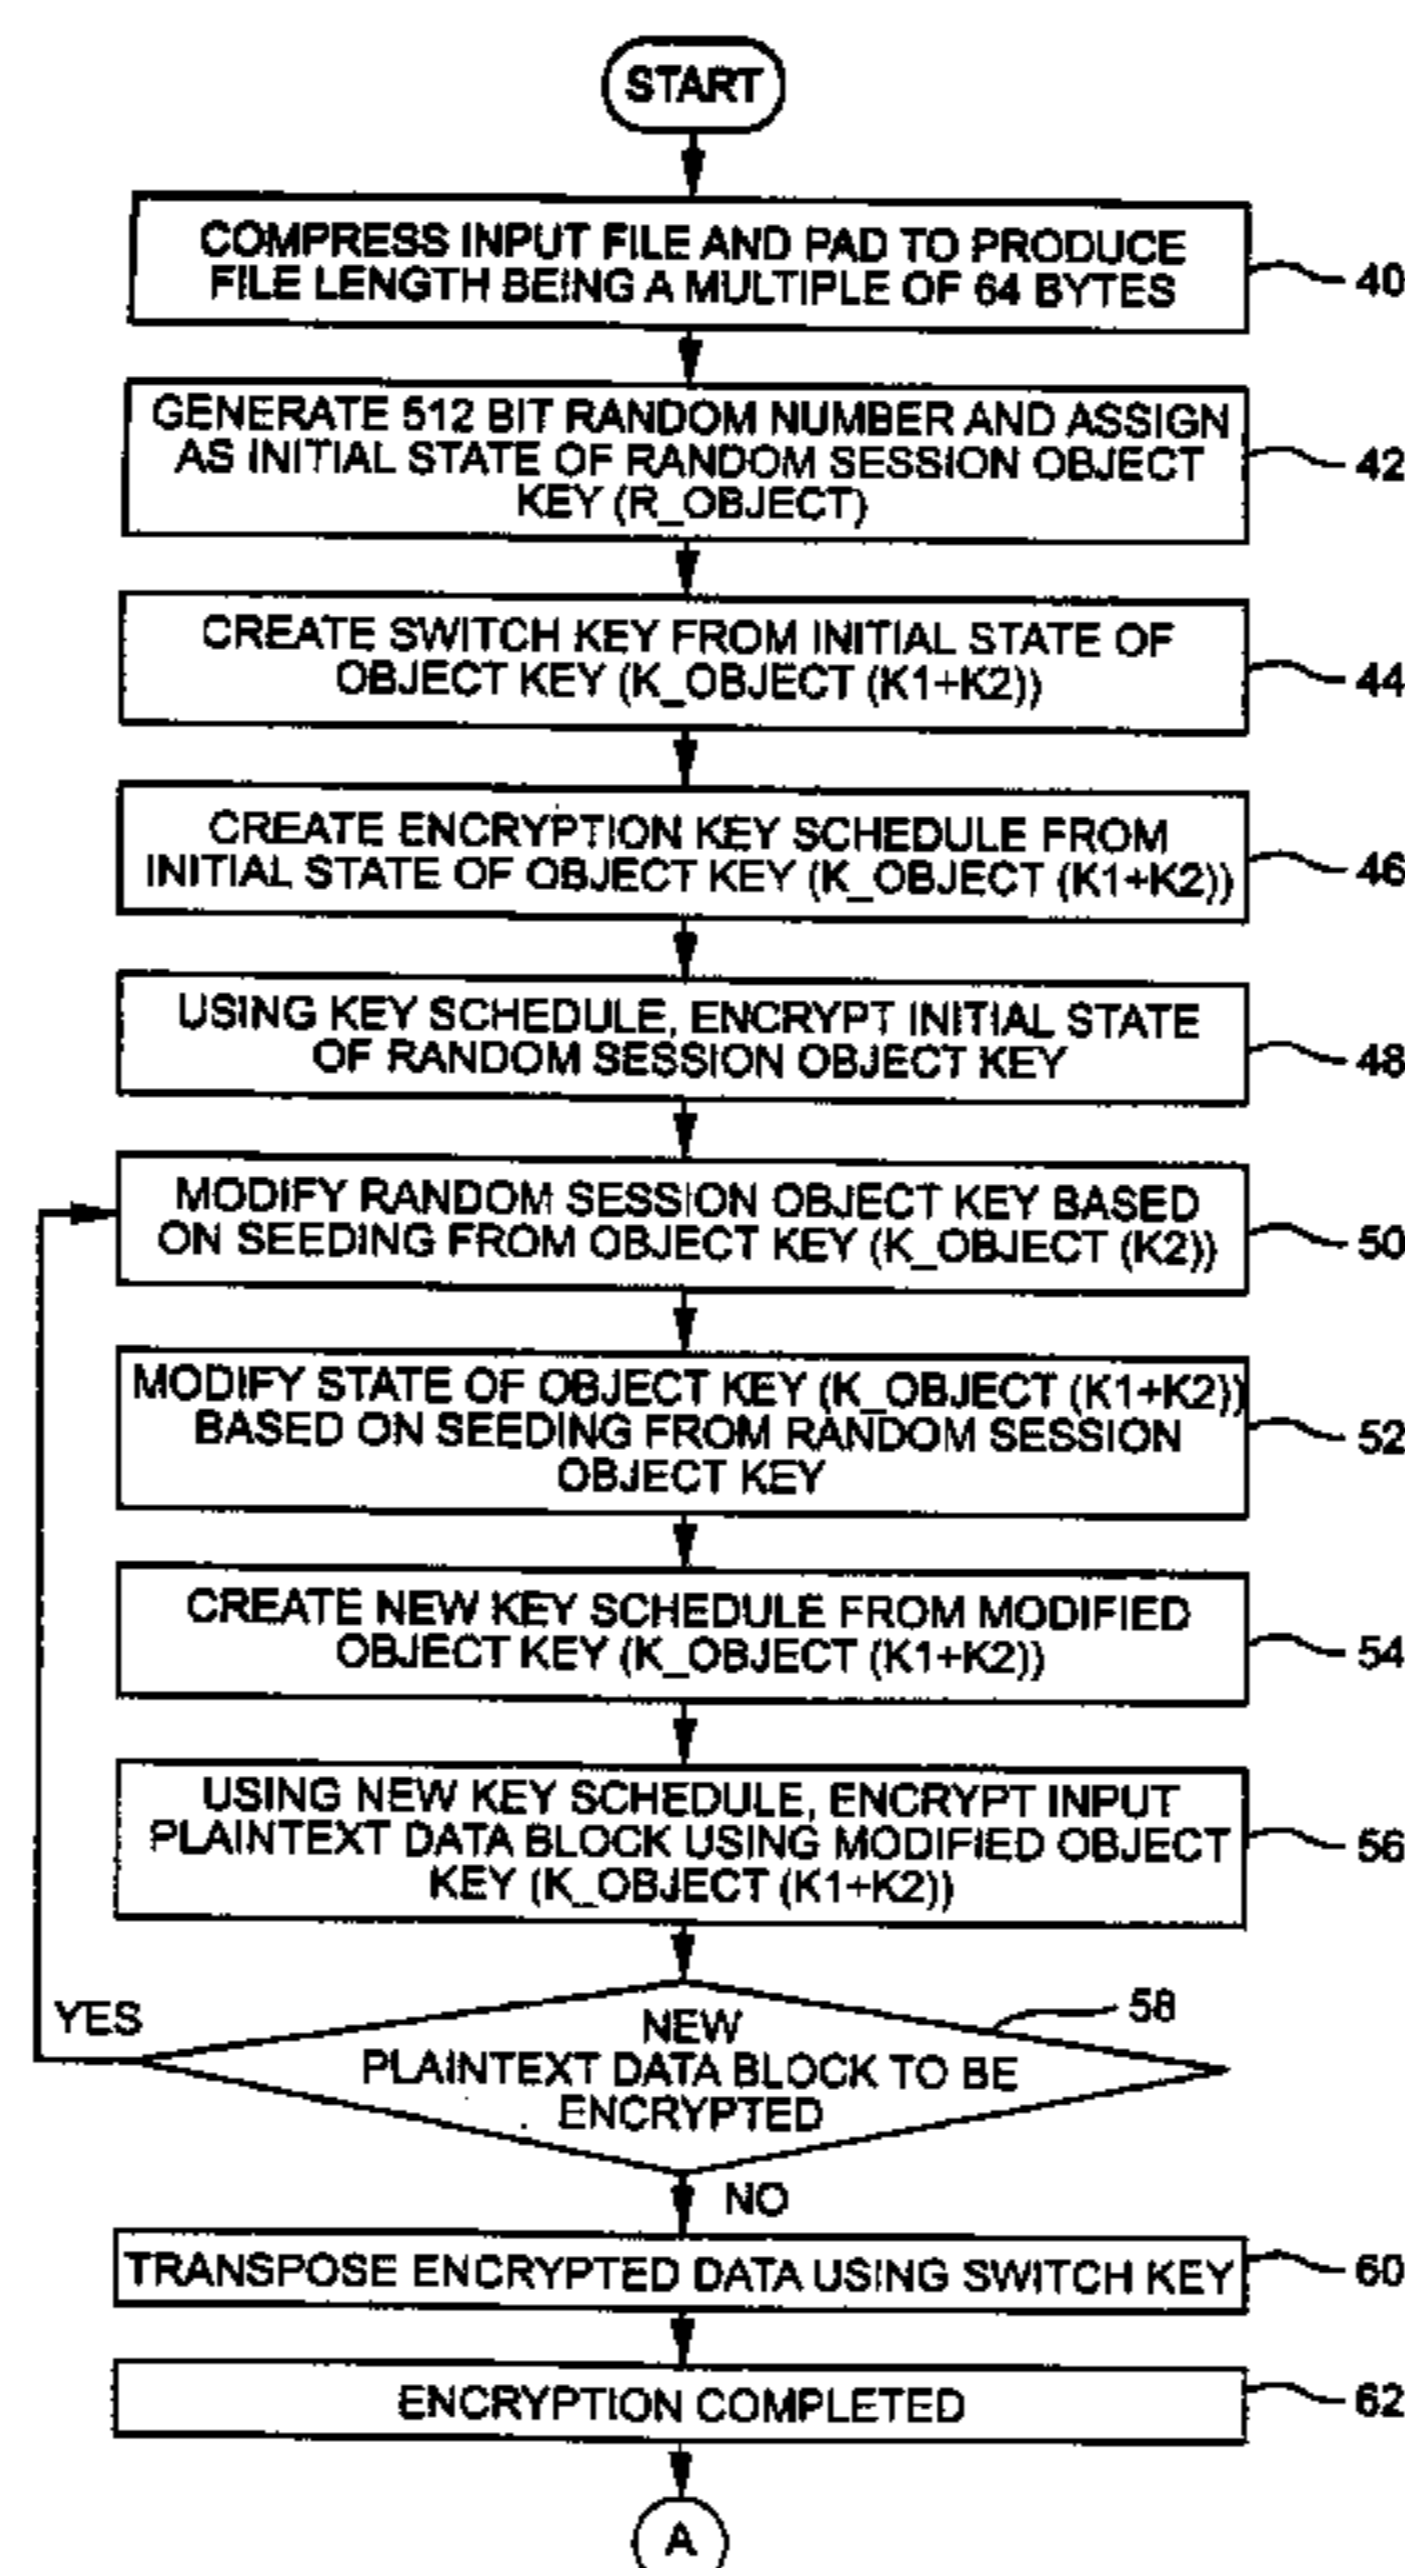 START
COMPRESS INPUT FILE AND PAD TO PRODUCE
FILE LENGTH BEING A MULTIPLE OF 64 BYTES
40
GENERATE 512 BIT RANDOM NUMBER AND ASSIGN
AS INITIAL STATE OF RANDOM SESSION OBJECT
KEY (R_OBJECT)
42
CREATE SWITCH KEY FROM INITIAL STATE OF
OBJECT KEY (K_OBJECT (K1+K2))
44
CREATE ENCRYPTION KEY SCHEDULE FROM
INITIAL STATE OF OBJECT KEY (K_OBJECT (K1+K2))
46
USING KEY SCHEDULE, ENCRYPT INITIAL STATE
OF RANDOM SESSION OBJECT KEY
48
MODIFY RANDOM SESSION OBJECT KEY BASED
ON SEEDING FROM OBJECT KEY (K_OBJECT (K2))
50
MODIFY STATE OF OBJECT KEY (K_OBJECT (K1+K2))
BASED ON SEEDING FROM RANDOM SESSION
OBJECT KEY
52
CREATE NEW KEY SCHEDULE FROM MODIFIED
OBJECT KEY (K_OBJECT (K1+K2))
54
USING NEW KEY SCHEDULE, ENCRYPT INPUT
PLAINTEXT DATA BLOCK USING MODIFIED OBJECT
KEY (K_OBJECT (K1+K2))
56
YES
58
NEW
PLAINTEXT DATA BLOCK TO BE
ENCRYPTED
NO
TRANSPOSE ENCRYPTED DATA USING SWITCH KEY
60
ENCRYPTION COMPLETED
62
A